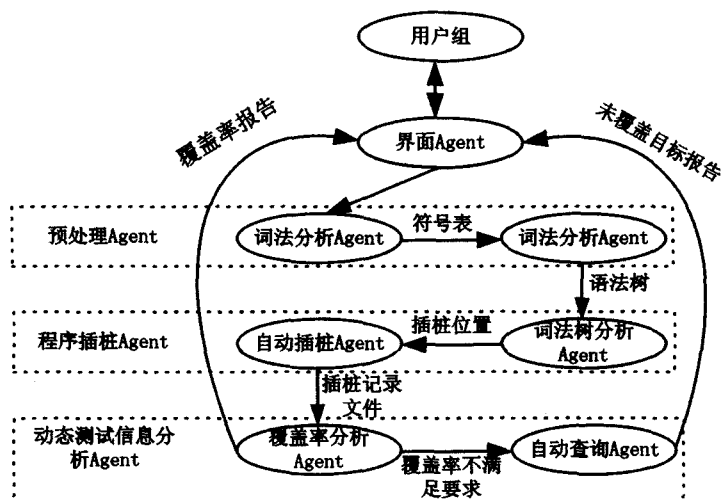 用户组
覆盖率报告
未覆盖目标报告
界面Agent
预处理Agent
词法分析Agent
符号表
词法分析Agent
语法树
程序插桩Agent
自动插桩Agent
插桩位置
词法树分析
Agent
插桩记录
文件
动态测试信息分
析Agent
覆盖率分析
Agent
覆盖率不满
足要求
自动查询Agent